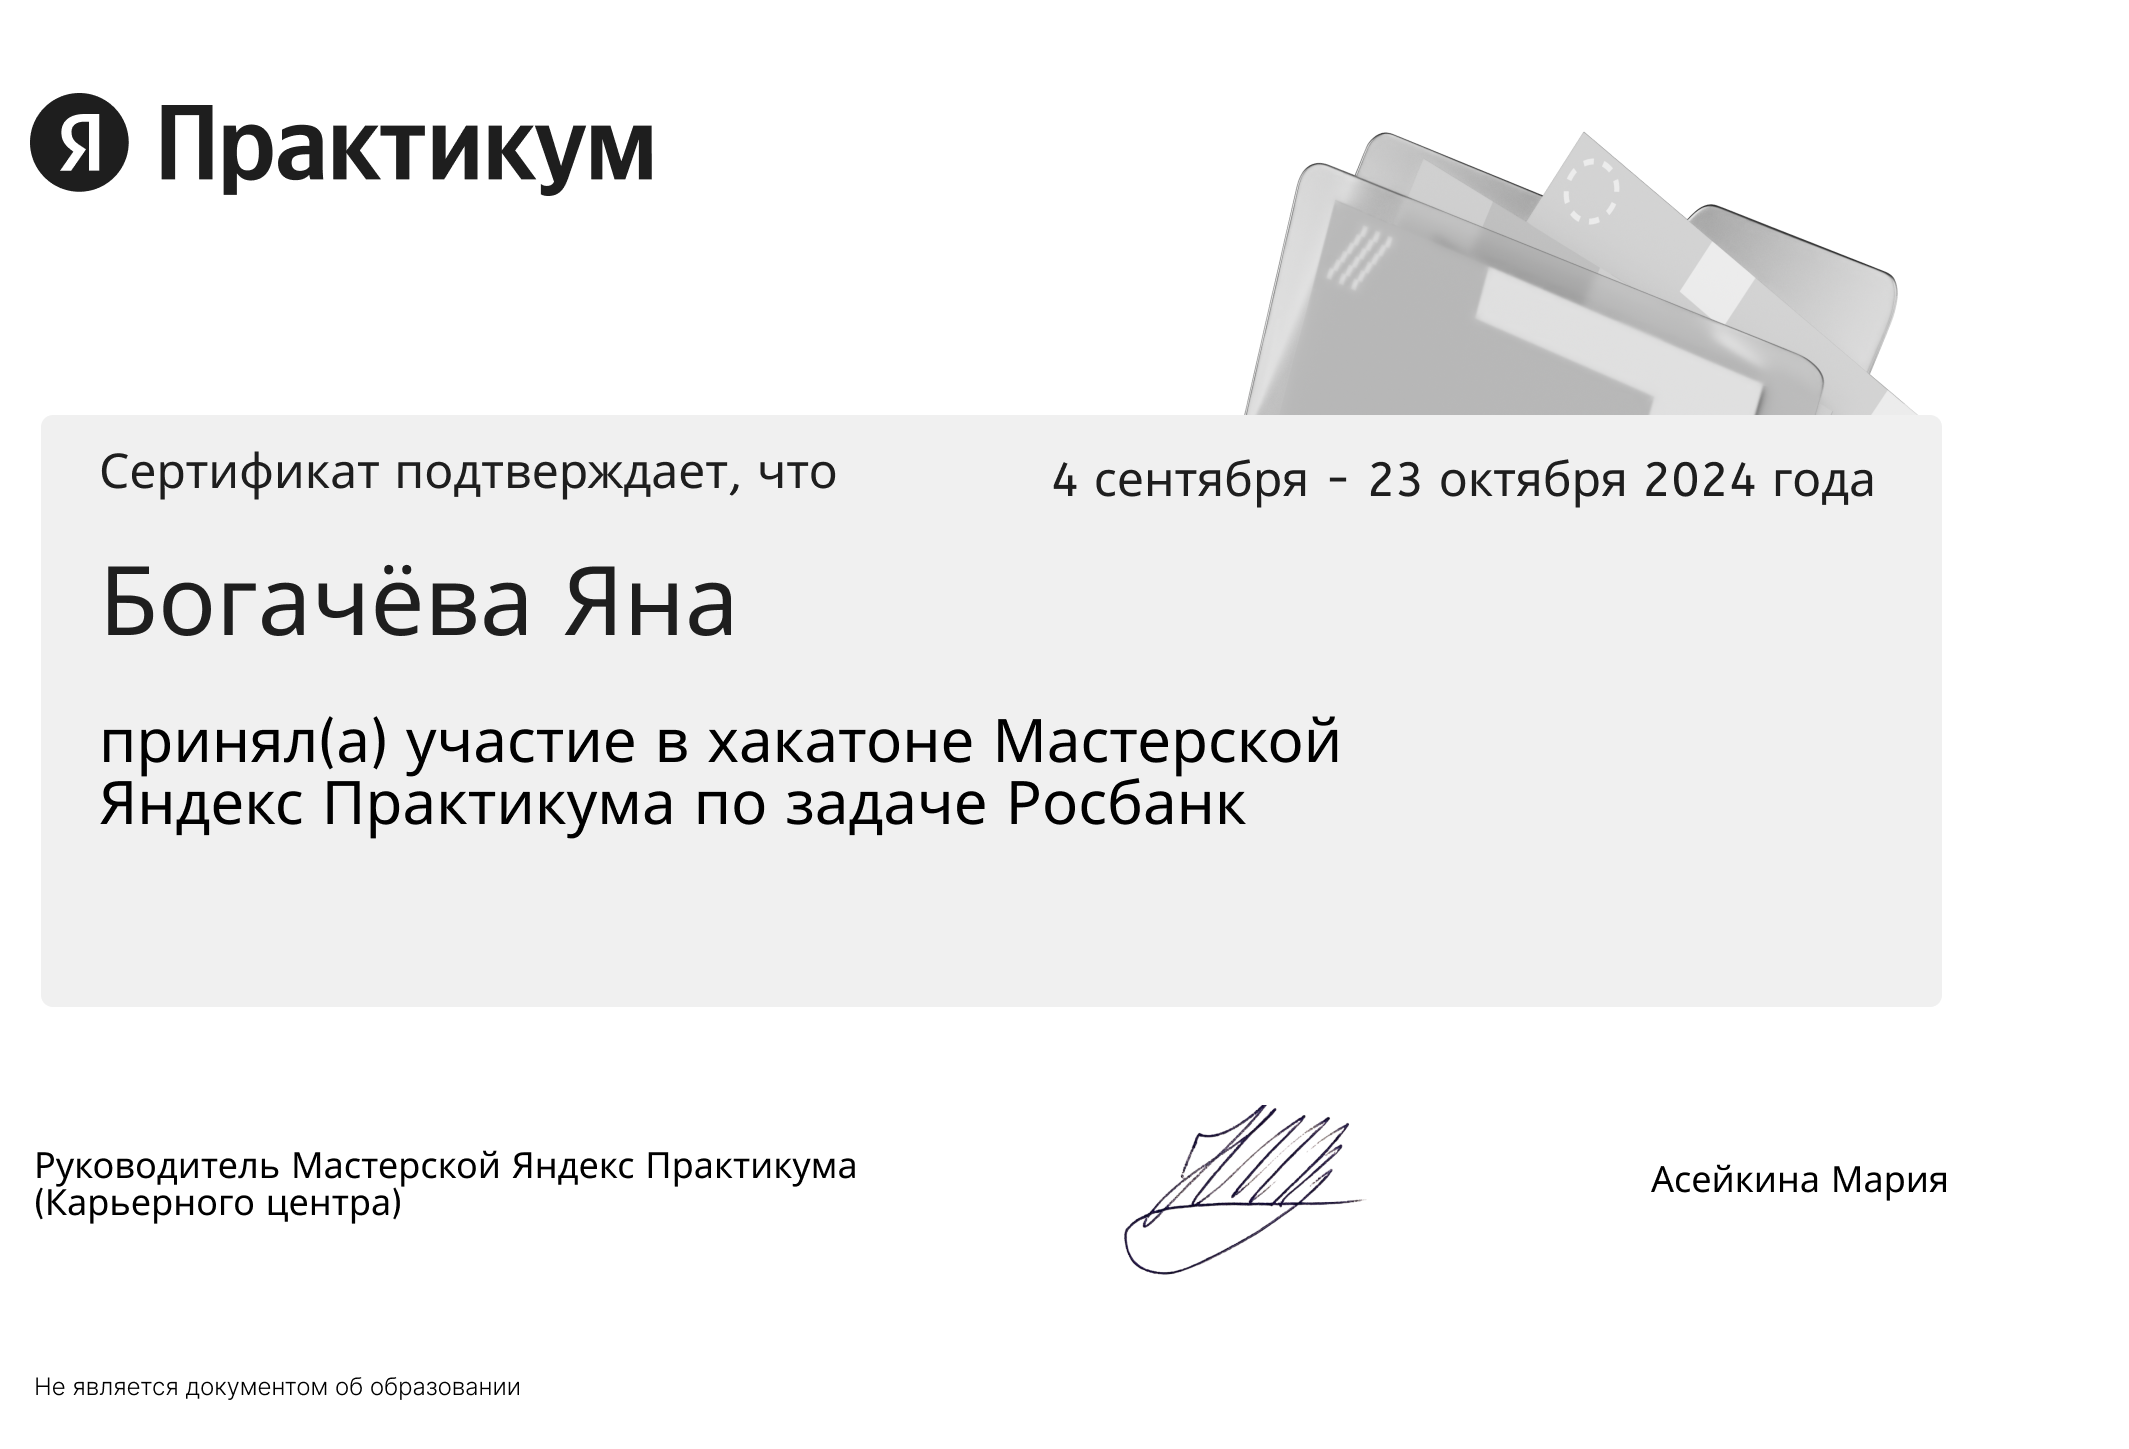 Я Практикум
Сертификат подтверждает, что
4 сентября - 23 октября 2024 года
Богачёва Яна
принял(а) участие в хакатоне Мастерской
Яндекс Практикума по задаче Росбанк
Руководитель Мастерской Яндекс Практикума
(Карьерного центра)
Асейкина Мария
Не является документом об образовании